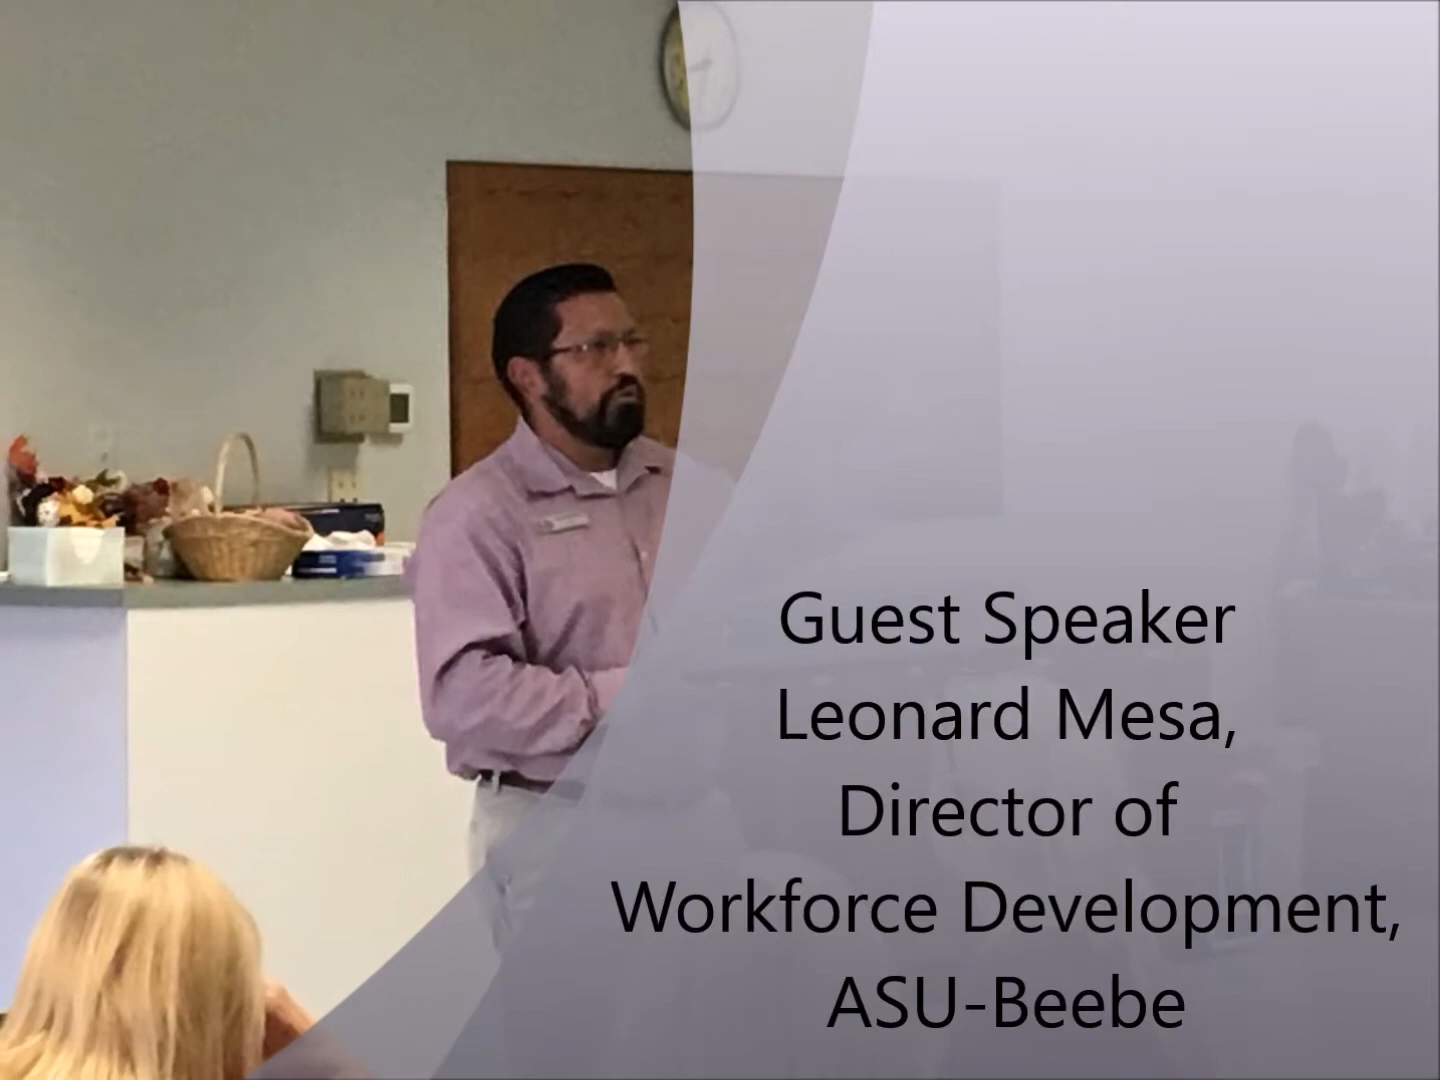 Guest Speaker
Leonard Mesa,
Director of
Workforce Development,
ASU-Beebe